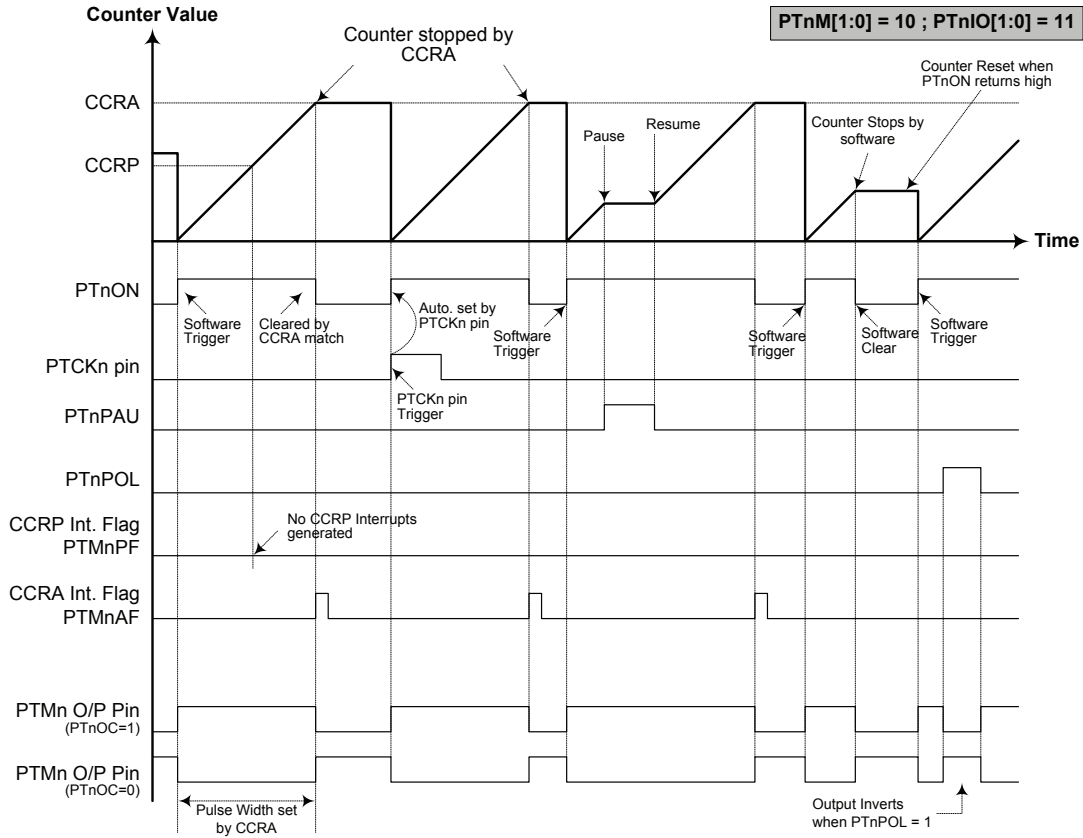 Counter Value
PTnM[1:0] = 10 ; PTnIO[1:0] = 11
Counter stopped by
CCRA
Counter Reset when
PTnON returns high
CCRA
CCRP
Pause
Resume
Counter Stops by
software
Time
PTnON
Software
Trigger
Cleared by
CCRA match
Auto. set by
PTCKn pin
Software
Trigger
Software
Trigger
Software
Clear
Software
Trigger
PTCKn pin
PTCKn pin
Trigger
PTnPAU
PTnPOL
CCRP Int. Flag
PTMnPF
No CCRP Interrupts
generated
CCRA Int. Flag
PTMnAF
PTMn O/P Pin
(PTnOC=1)
PTMn O/P Pin
(PTnOC=0)
Pulse Width set
by CCRA
Output Inverts
when PTnPOL = 1